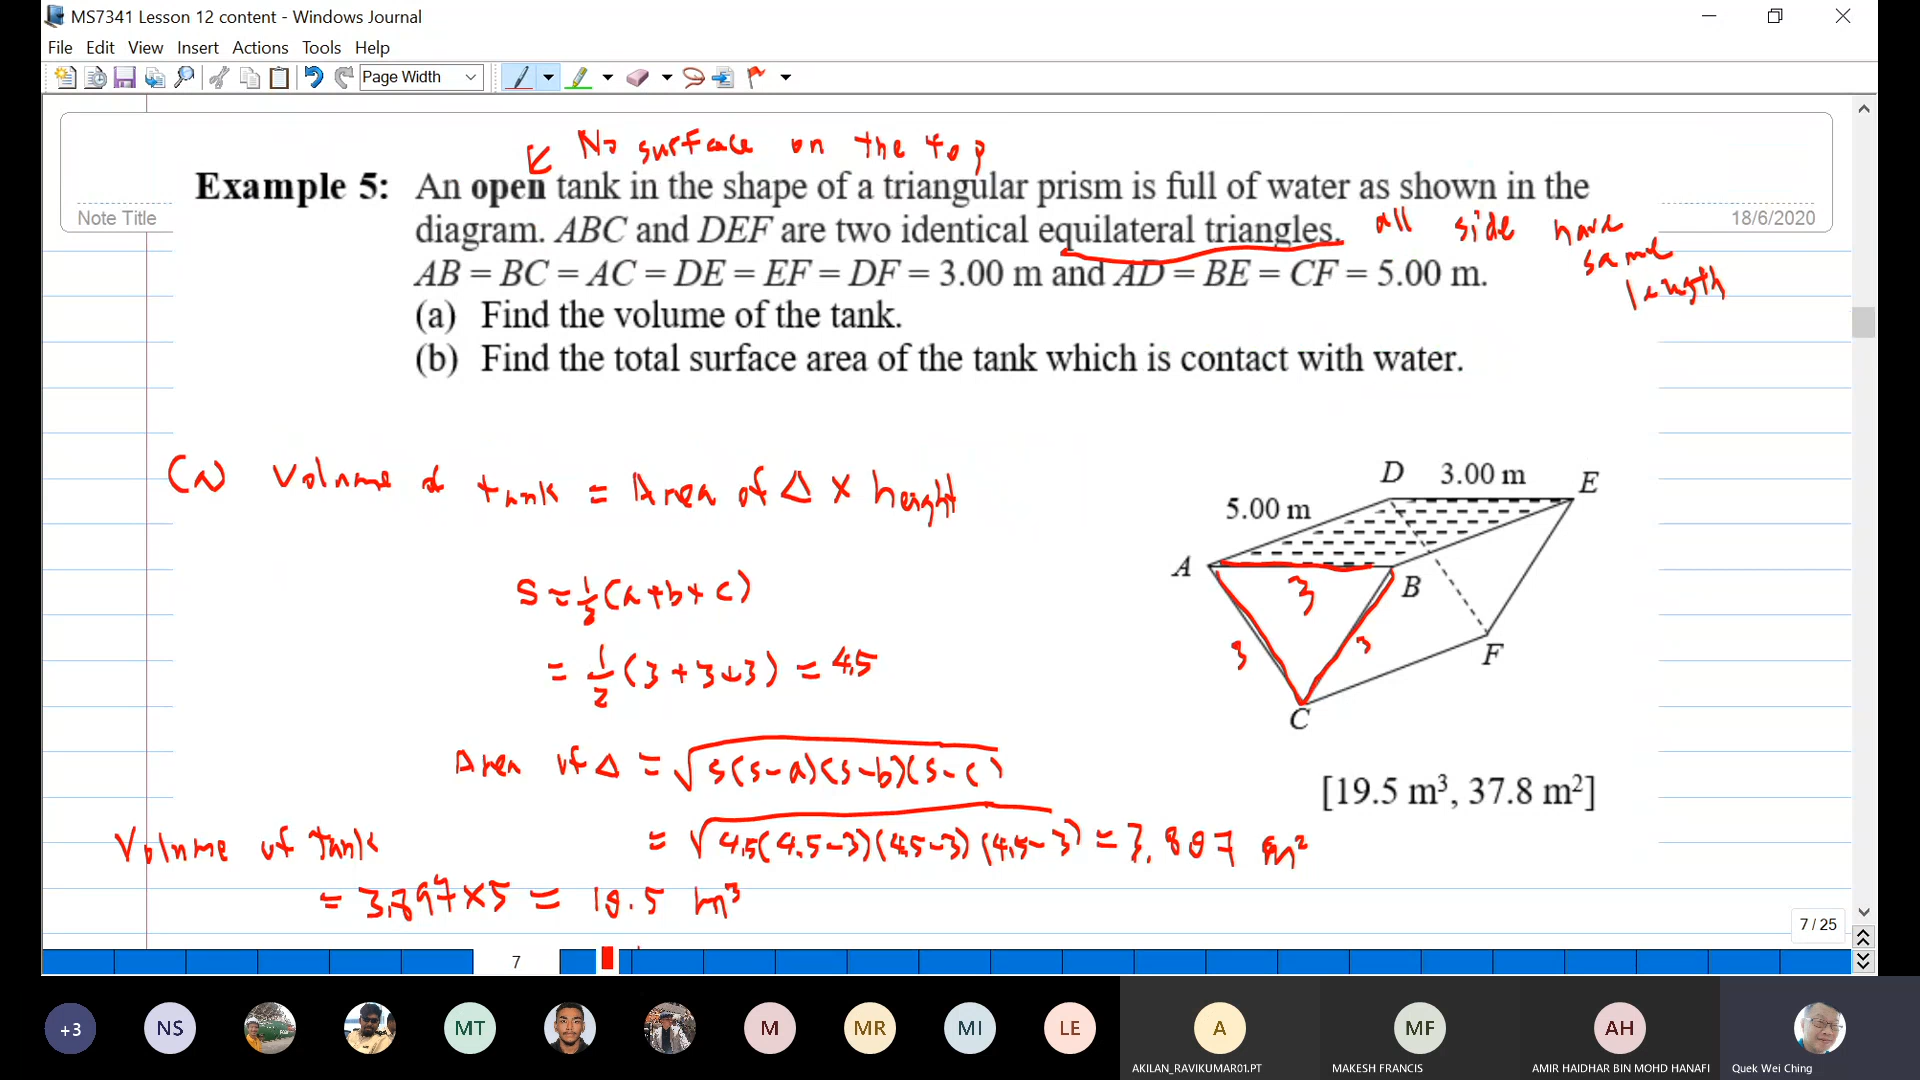 MS7341 Lesson 12 content - Windows Journal
File Edit View Insert Actions Tools Help
Page Width
No surface on the top
Example 5: An open tank in the shape of a triangular prism is full of water as shown in the
Note Title
18/6/2020
diagram. ABC and DEF are two identical equilateral triangles.
all side have
same
length
AB = BC = AC = DE = EF = DF = 3.00 m and AD = BE = CF = 5.00 m.
(a) Find the volume of the tank.
(b) Find the total surface area of the tank which is contact with water.
(a) Volume of tank = Area of Δ × height
D 3.00 m E
5.00 m
A
B
3
3
3
F
C
S = ½(a+b+c)
= ½(3+3+3) = 4.5
Area of Δ = √s(s-a)(s-b)(s-c)
[19.5 m³, 37.8 m²]
= √4.5(4.5-3)(4.5-3)(4.5-3) = 3.897 m²
Volume of tank
= 3.897×5 = 19.5 m³
7 / 25
7
+3
NS
MT
M
MR
MI
LE
A
MF
AH
AKILAN_RAVIKUMAR01.PT
MAKESH FRANCIS
AMIR HAIDHAR BIN MOHD HANAFI
Quek Wei Ching